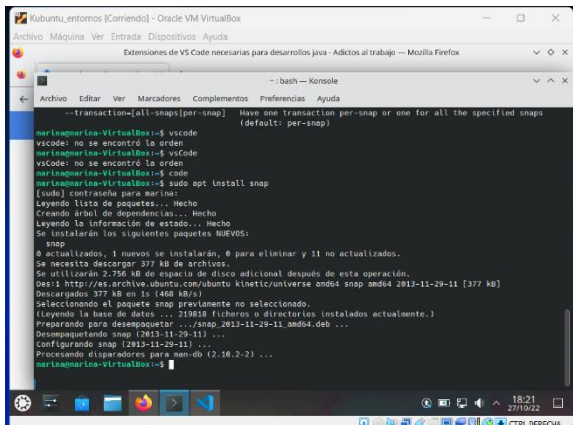 Kubuntu_entornos [Corriendo] - Oracle VM VirtualBox
Archivo Máquina Ver Entrada Dispositivos Ayuda
Extensiones de VS Code necesarias para desarrollos java - Adictos al trabajo — Mozilla Firefox
~ : bash — Konsole
Archivo Editar Ver Marcadores Complementos Preferencias Ayuda
--transaction=[all-snaps|per-snap] Have one transaction per-snap or one for all the specified snaps
(default: per-snap)
marina@marina-VirtualBox:~$ vscode
vscode: no se encontró la orden
marina@marina-VirtualBox:~$ vsCode
vsCode: no se encontró la orden
marina@marina-VirtualBox:~$ code
marina@marina-VirtualBox:~$ sudo apt install snap
[sudo] contraseña para marina:
Leyendo lista de paquetes... Hecho
Creando árbol de dependencias... Hecho
Leyendo la información de estado... Hecho
Se instalarán los siguientes paquetes NUEVOS:
snap
0 actualizados, 1 nuevos se instalarán, 0 para eliminar y 11 no actualizados.
Se necesita descargar 377 kB de archivos.
Se utilizarán 2.756 kB de espacio de disco adicional después de esta operación.
Des:1 http://es.archive.ubuntu.com/ubuntu kinetic/universe amd64 snap amd64 2013-11-29-11 [377 kB]
Descargados 377 kB en 1s (468 kB/s)
Seleccionando el paquete snap previamente no seleccionado.
(Leyendo la base de datos ... 219818 ficheros o directorios instalados actualmente.)
Preparando para desempaquetar .../snap_2013-11-29-11_amd64.deb ...
Desempaquetando snap (2013-11-29-11) ...
Configurando snap (2013-11-29-11) ...
Procesando disparadores para man-db (2.10.2-2) ...
marina@marina-VirtualBox:~$
18:21
27/10/22
CTRL DERECHA